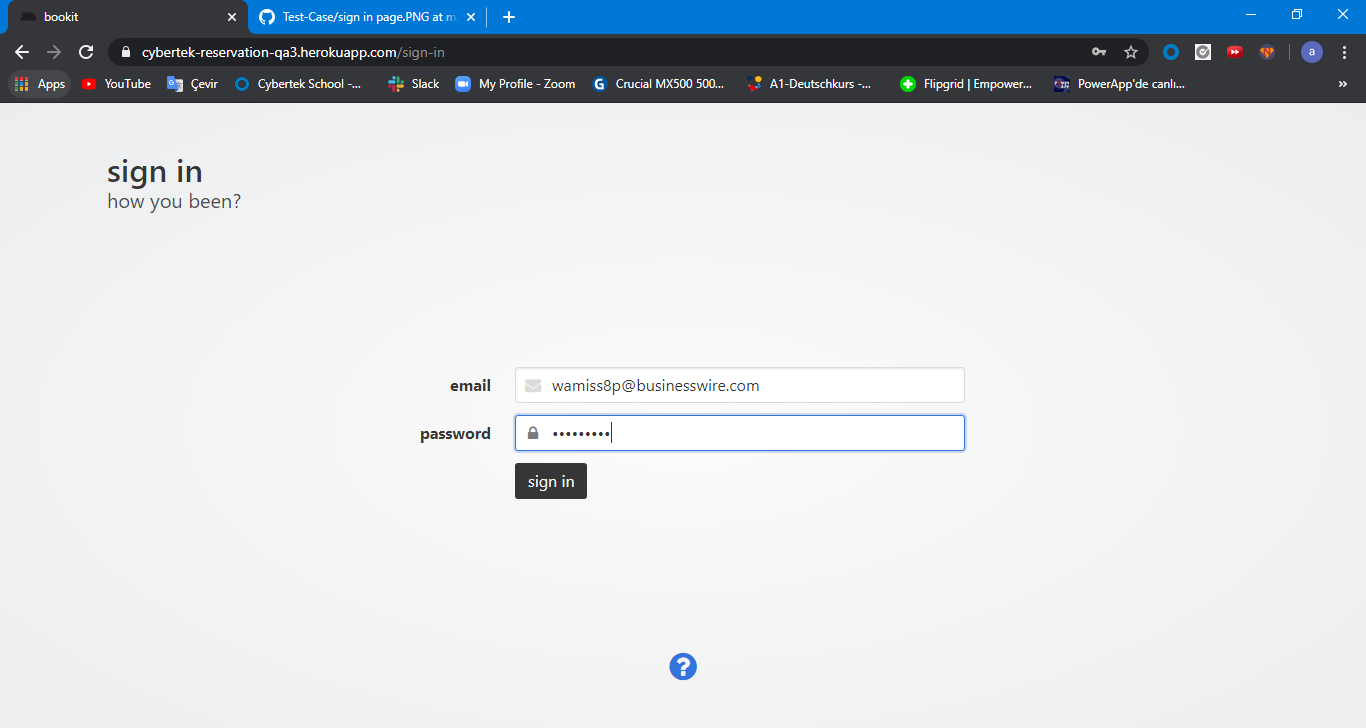 bookit
Test-Case/sign in page.PNG at m
cybertek-reservation-qa3.herokuapp.com/sign-in
a
Apps YouTube Çevir Cybertek School -... Slack My Profile - Zoom Crucial MX500 500... A1-Deutschkurs -... Flipgrid | Empower... PowerApp'de canlı... »
sign in
how you been?
email wamiss8p@businesswire.com
password •••••••••
sign in
?